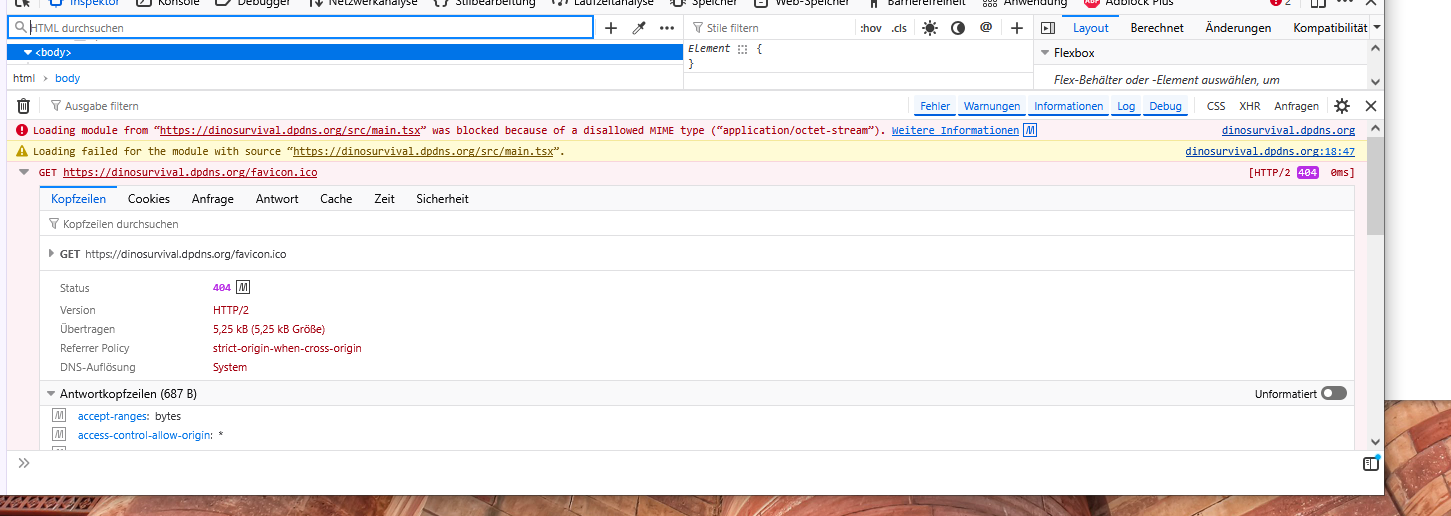 Inspektor Konsole Debugger Netzwerkanalyse Stilbearbeitung Laufzeitanalyse Speicher Web-Speicher Barrierefreiheit Anwendung ABP Adblock Plus 2
HTML durchsuchen
Stile filtern :hov .cls @ Layout Berechnet Änderungen Kompatibilität
<body>
Element { 
}
Flexbox
Flex-Behälter oder -Element auswählen, um
html > body
Ausgabe filtern Fehler Warnungen Informationen Log Debug CSS XHR Anfragen
Loading module from “https://dinosurvival.dpdns.org/src/main.tsx” was blocked because of a disallowed MIME type (“application/octet-stream”). Weitere Informationen dinosurvival.dpdns.org
Loading failed for the module with source “https://dinosurvival.dpdns.org/src/main.tsx”. dinosurvival.dpdns.org:18:47
GET https://dinosurvival.dpdns.org/favicon.ico [HTTP/2 404 0ms]
Kopfzeilen Cookies Anfrage Antwort Cache Zeit Sicherheit
Kopfzeilen durchsuchen
GET https://dinosurvival.dpdns.org/favicon.ico
Status 404
Version HTTP/2
Übertragen 5,25 kB (5,25 kB Größe)
Referrer Policy strict-origin-when-cross-origin
DNS-Auflösung System
Antwortkopfzeilen (687 B) Unformatiert
accept-ranges: bytes
access-control-allow-origin: *